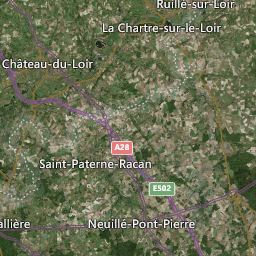 Ruillé-sur-Loir
La Chartre-sur-le-Loir
Château-du-Loir
A28
Saint-Paterne-Racan
E502
allière
Neuillé-Pont-Pierre